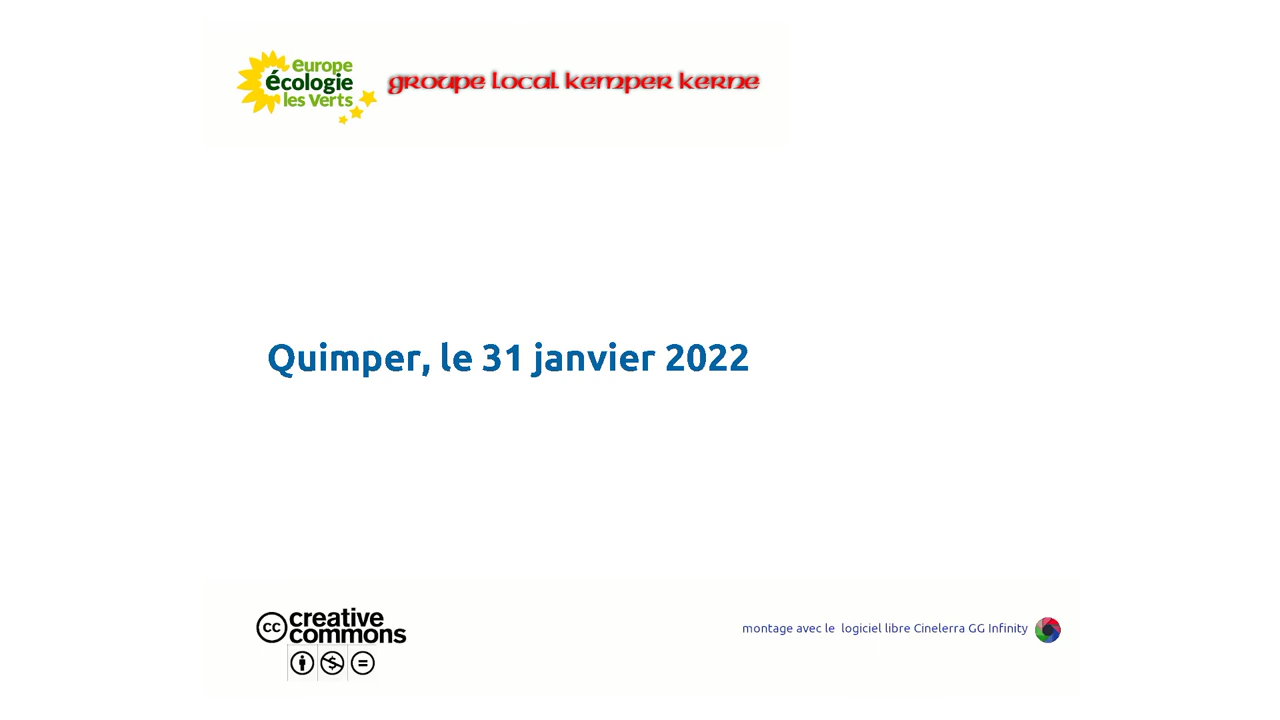 europe
écologie
les Verts
groupe local kemper kerne
Quimper, le 31 janvier 2022
cc creative
commons
montage avec le logiciel libre Cinelerra GG Infinity